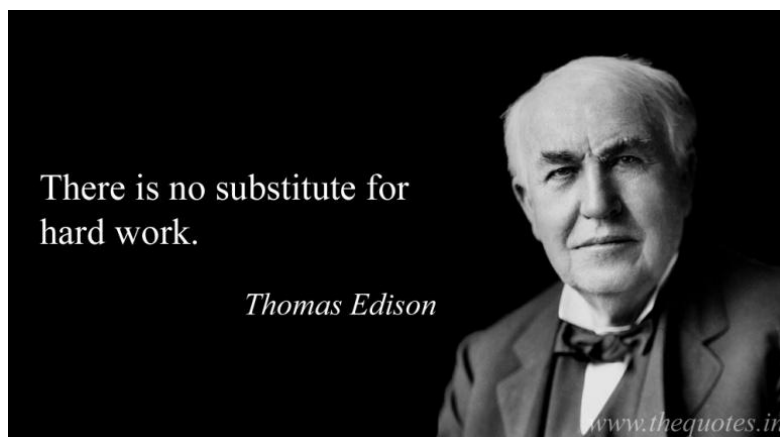 There is no substitute for
hard work.
Thomas Edison
www.thequotes.in